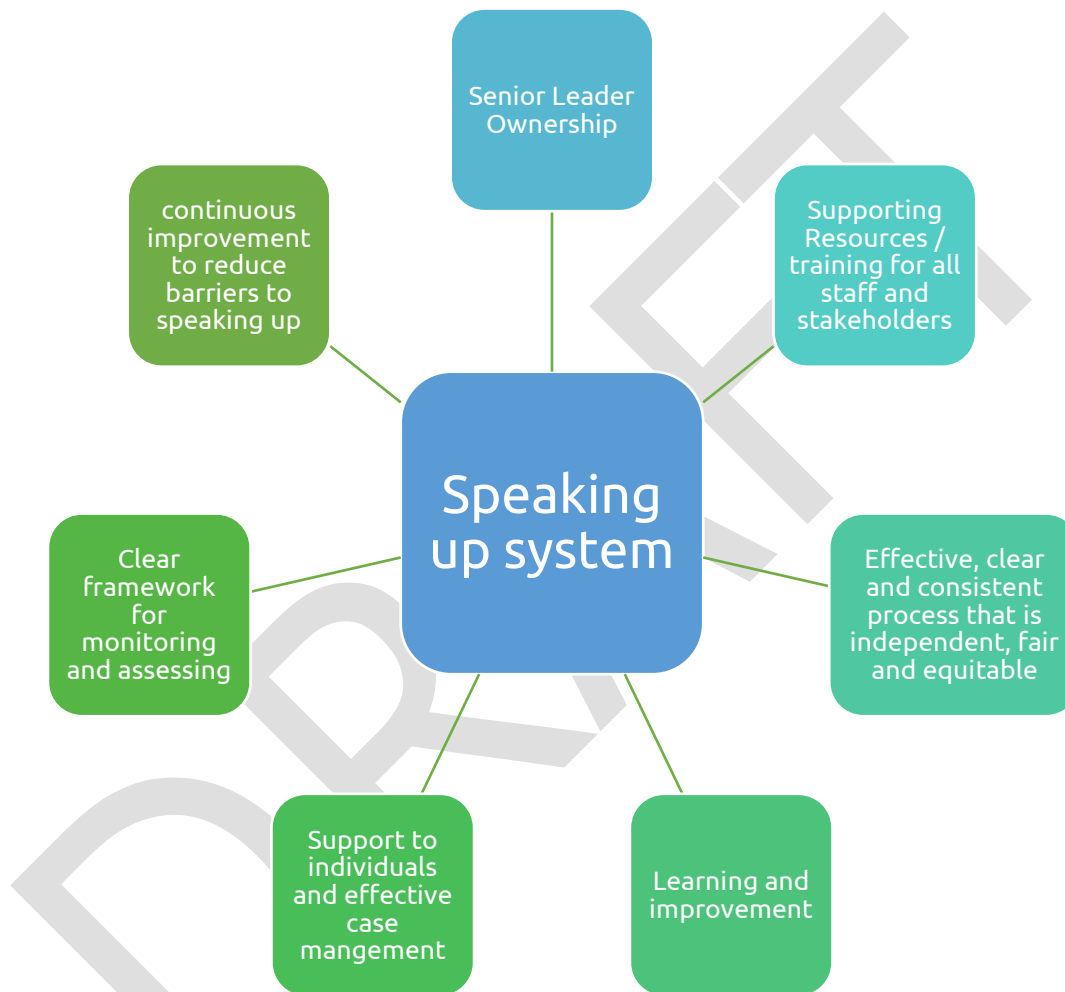 Senior Leader
Ownership
Supporting
Resources /
training for all
staff and
stakeholders
Effective, clear
and consistent
process that is
independent, fair
and equitable
Learning and
improvement
Support to
individuals
and effective
case
mangement
Clear
framework
for
monitoring
and assessing
continuous
improvement
to reduce
barriers to
speaking up
Speaking
up system
DRAFT